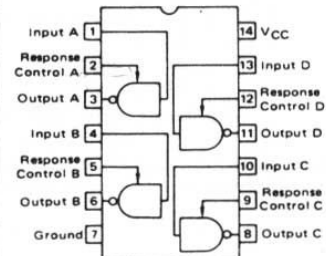 Input A 1
Response Control A 2
Output A 3
Input B 4
Response Control B 5
Output B 6
Ground 7
14 VCC
13 Input D
12 Response Control D
11 Output D
10 Input C
9 Response Control C
8 Output C